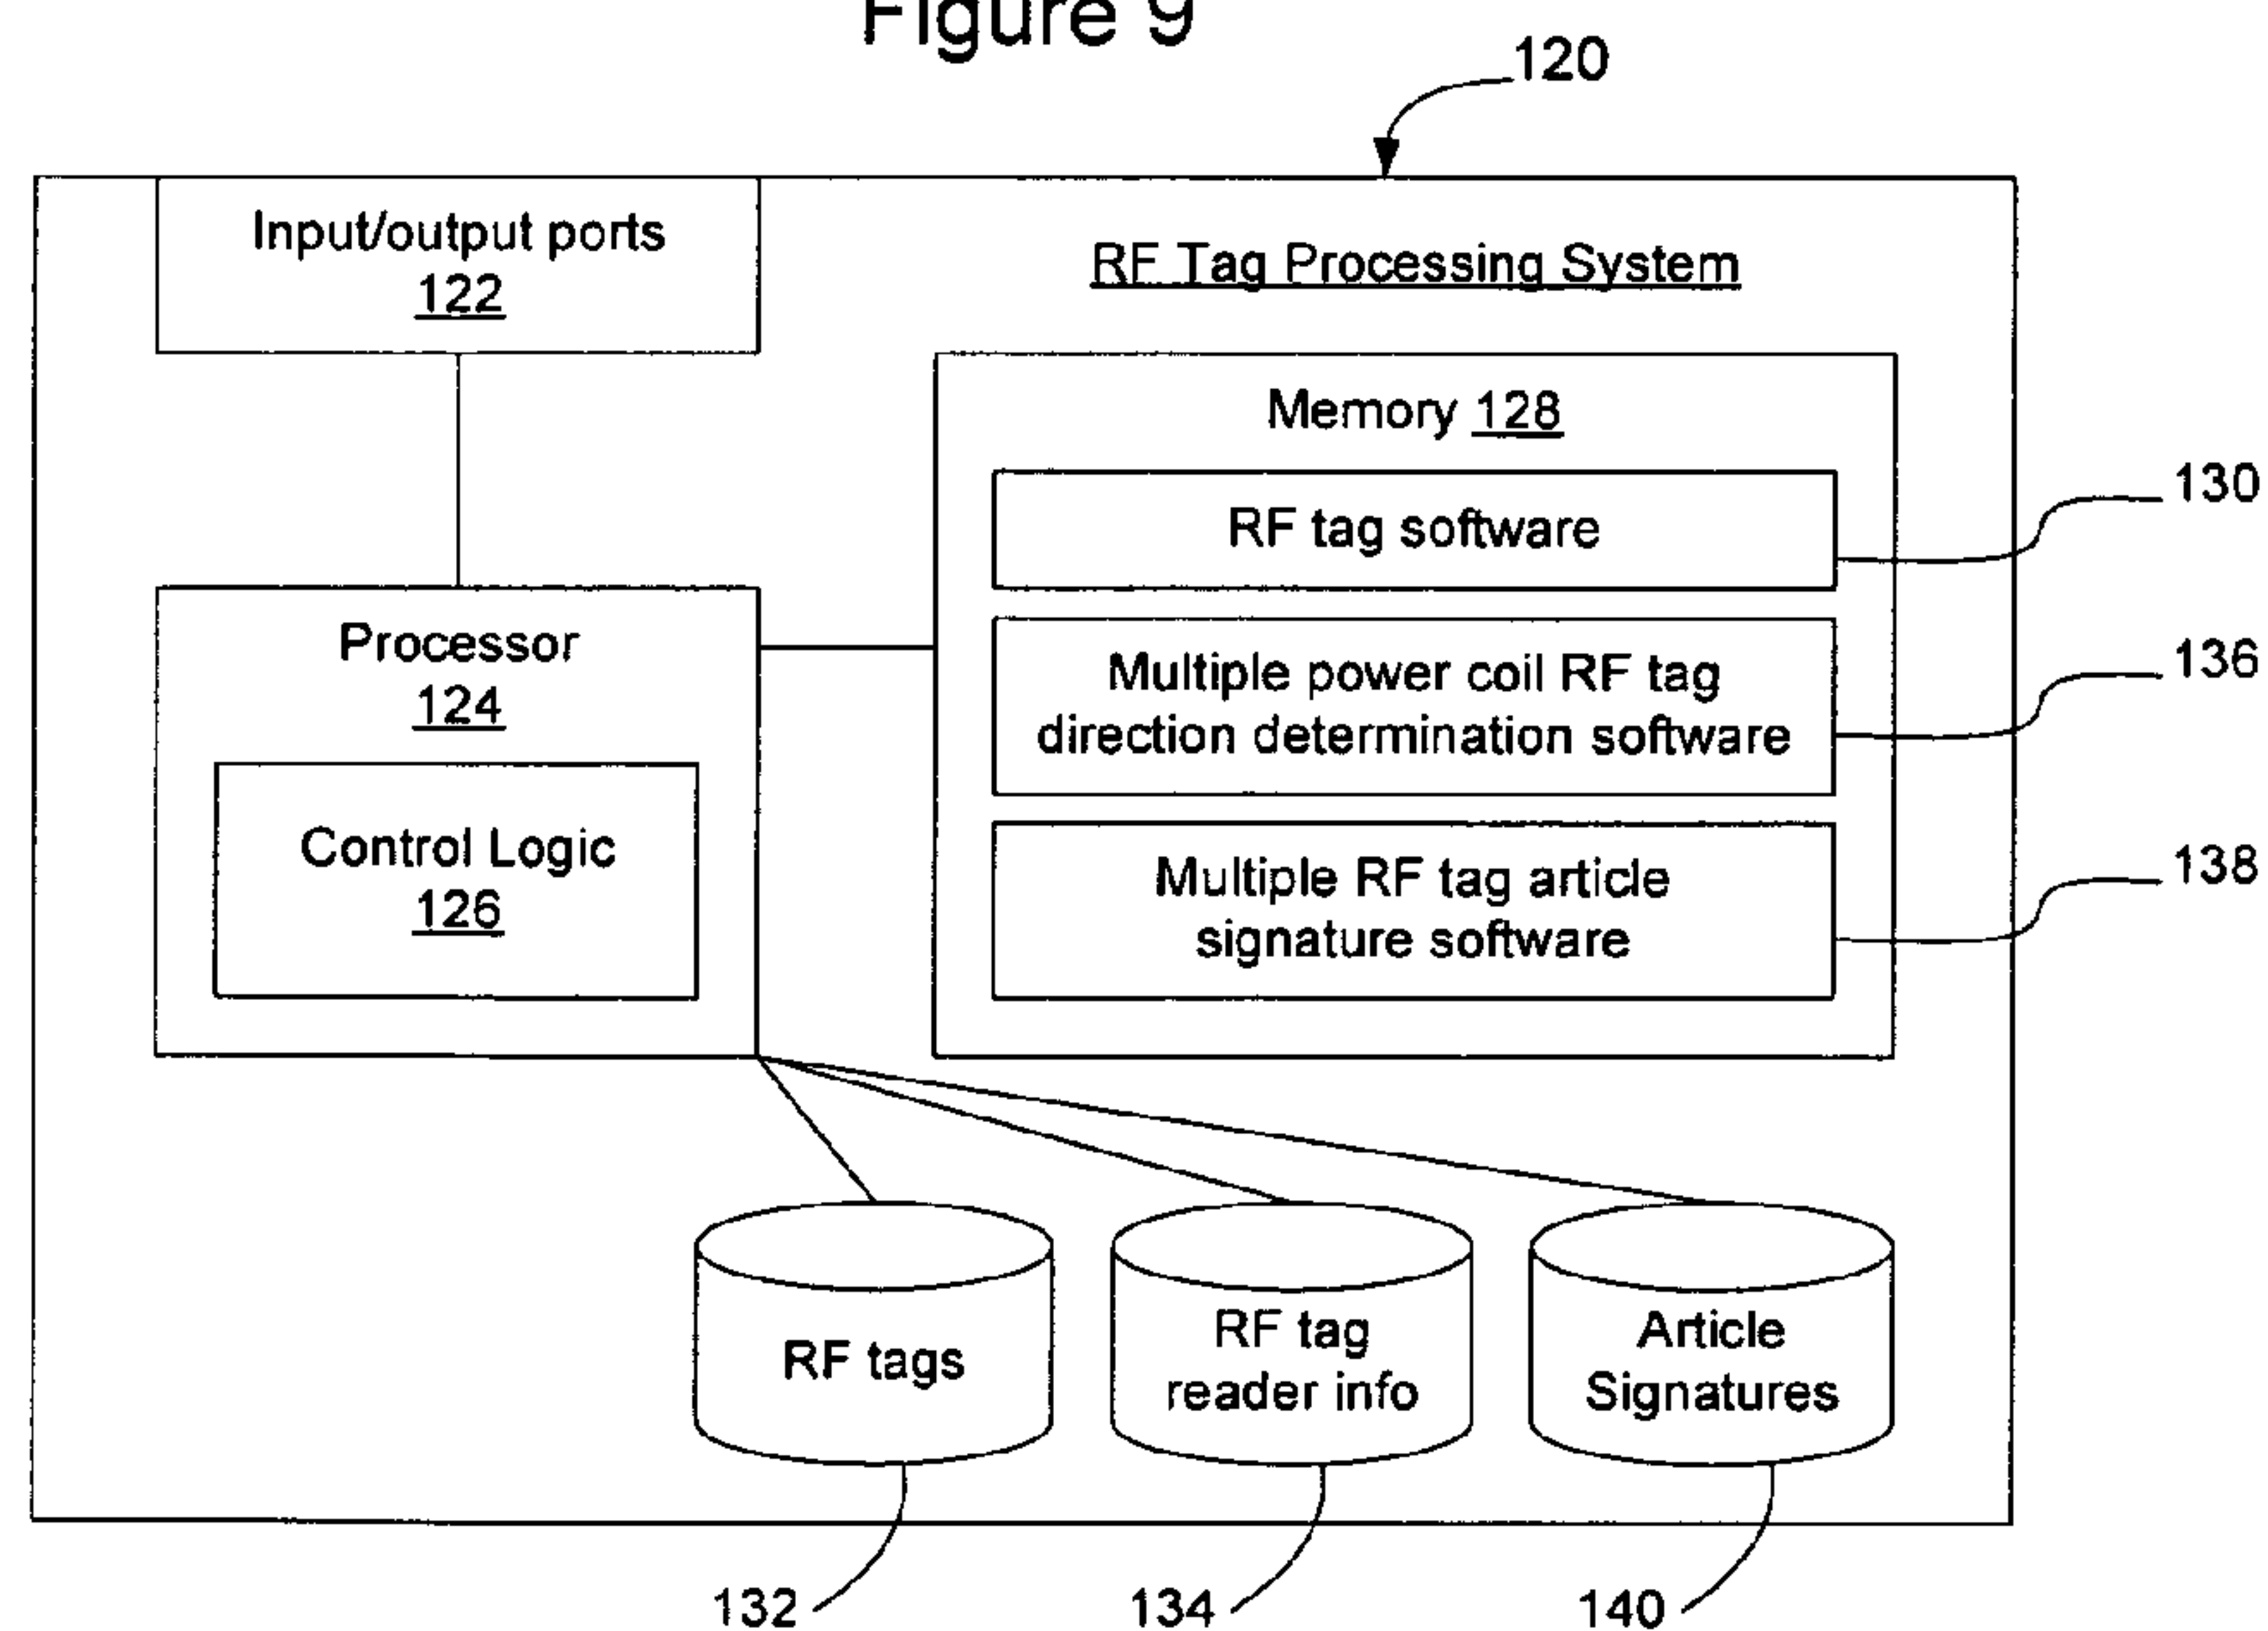 Figure 9
120
Input/output ports
122
RF Tag Processing System
Memory 128
RF tag software
130
Processor
124
Multiple power coil RF tag
direction determination software
136
Control Logic
126
Multiple RF tag article
signature software
138
RF tags
RF tag
reader info
Article
Signatures
132
134
140